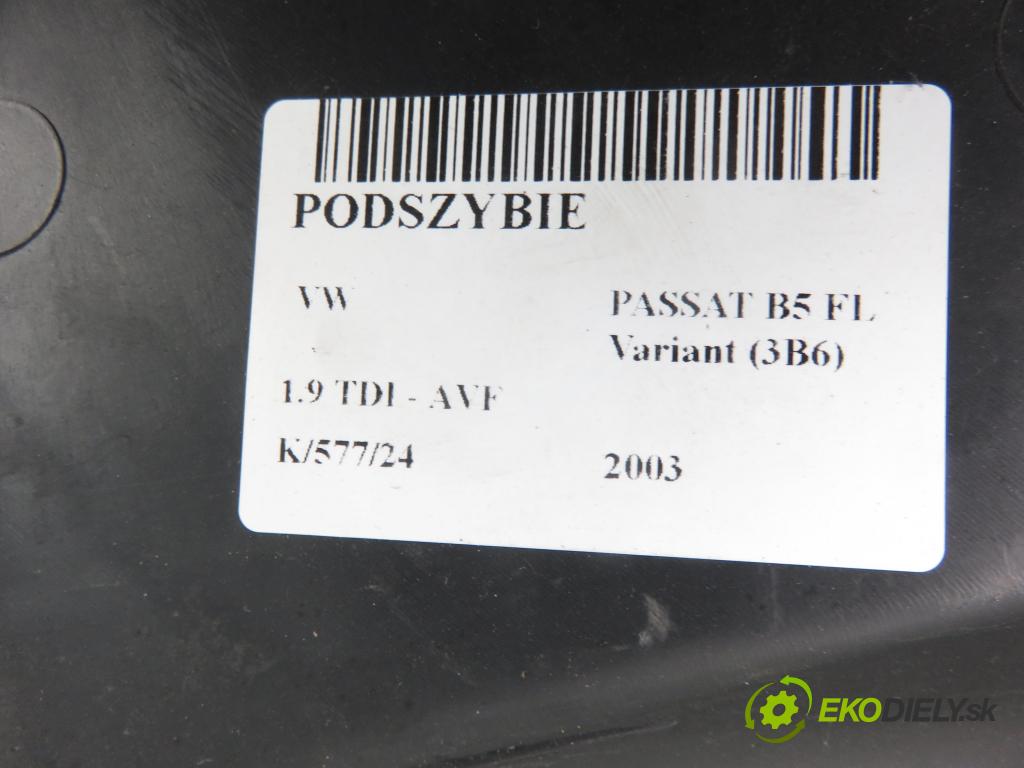 PODSZYBIE
VW
PASSAT B5 FL
Variant (3B6)
1.9 TDI - AVF
K/577/24
2003
EKODIELY.sk